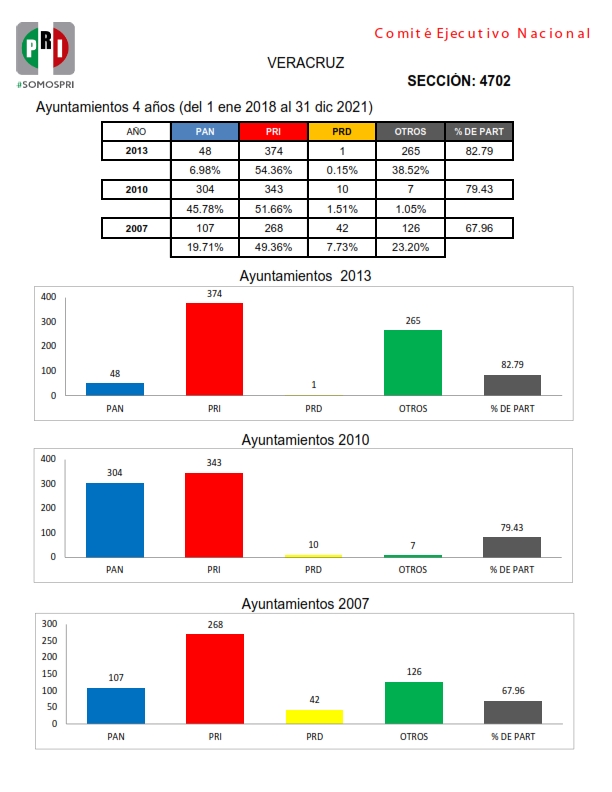 Comité Ejecutivo Nacional
PRI
#SOMOSPRI
VERACRUZ
SECCIÓN: 4702
Ayuntamientos 4 años (del 1 ene 2018 al 31 dic 2021)
AÑO PAN PRI PRD OTROS % DE PART
2013 48 374 1 265 82.79
6.98% 54.36% 0.15% 38.52%
2010 304 343 10 7 79.43
45.78% 51.66% 1.51% 1.05%
2007 107 268 42 126 67.96
19.71% 49.36% 7.73% 23.20%
Ayuntamientos 2013
400
300
200
100
0
48 374 1 265 82.79
PAN PRI PRD OTROS % DE PART
Ayuntamientos 2010
400
300
200
100
0
304 343 10 7 79.43
PAN PRI PRD OTROS % DE PART
Ayuntamientos 2007
300
250
200
150
100
50
0
107 268 42 126 67.96
PAN PRI PRD OTROS % DE PART